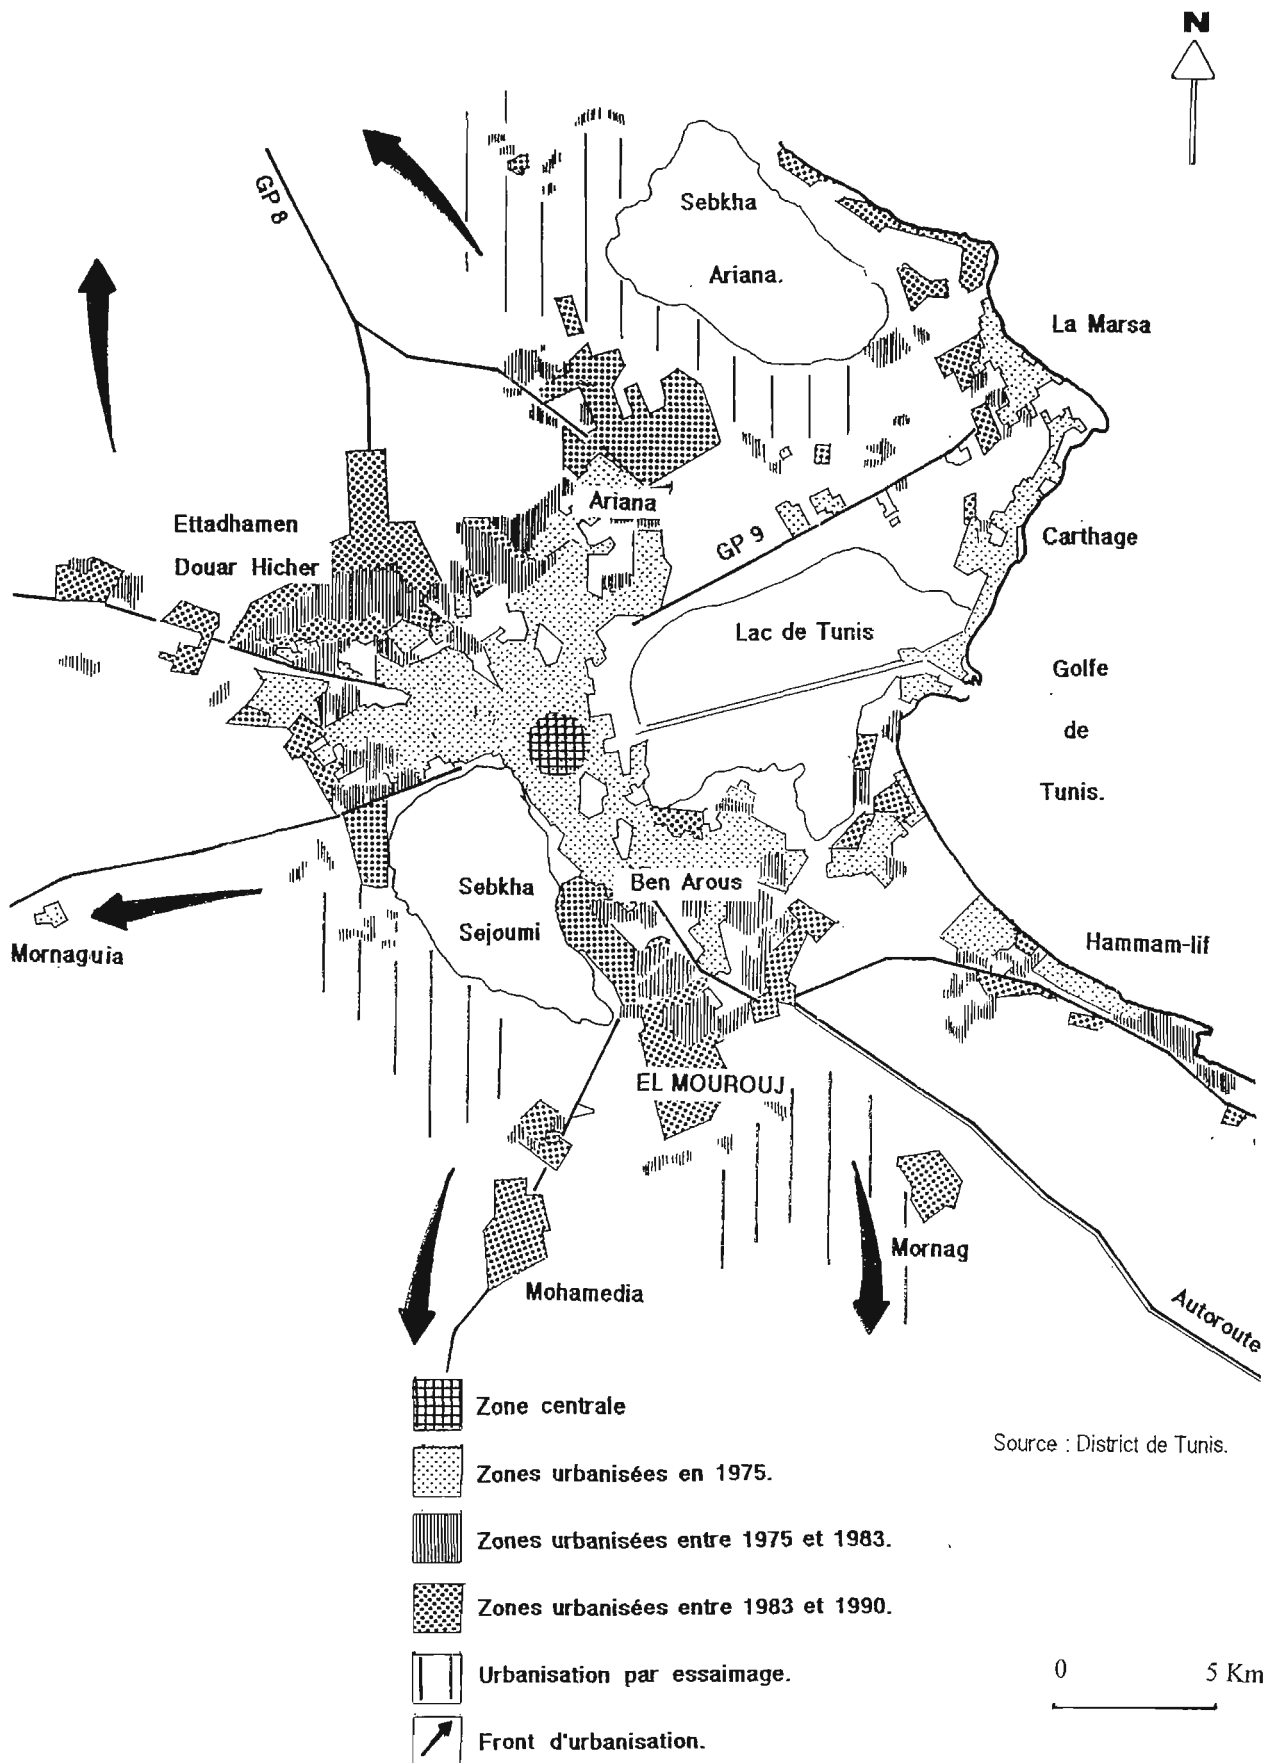 N
GP 8
Sebkha
Ariana.
La Marsa
Ettadhamen
Douar Hicher
Ariana
GP 9
Carthage
Lac de Tunis
Golfe
de
Tunis.
Sebkha
Sejoumi
Ben Arous
Mornaguia
Hammam-lif
EL MOUROUJ
Mornag
Mohamedia
Autoroute
Zone centrale
Source : District de Tunis.
Zones urbanisées en 1975.
Zones urbanisées entre 1975 et 1983.
Zones urbanisées entre 1983 et 1990.
Urbanisation par essaimage.
0 5 Km
Front d'urbanisation.